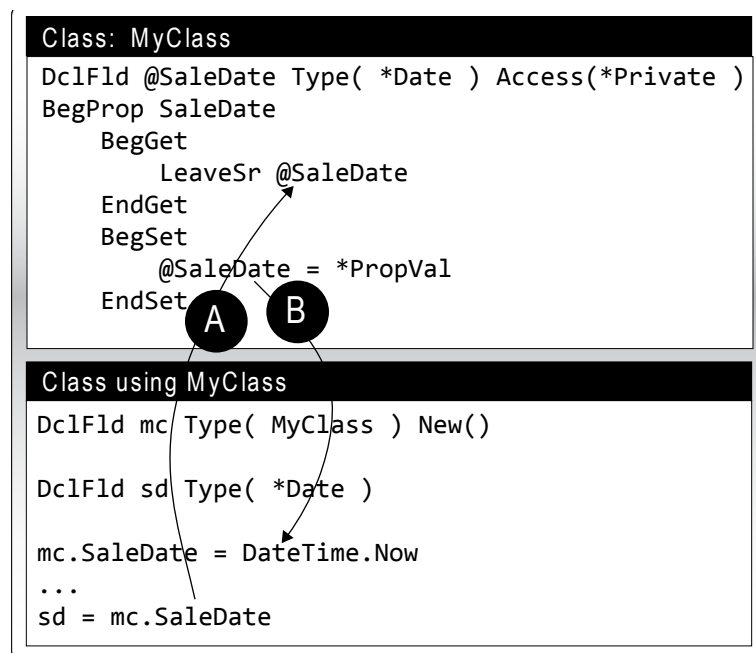 Class: MyClass
DclFld @SaleDate Type( *Date ) Access(*Private )
BegProp SaleDate
    BegGet
        LeaveSr @SaleDate
    EndGet
    BegSet
        @SaleDate = *PropVal
    EndSet
A B
Class using MyClass
DclFld mc Type( MyClass ) New()
DclFld sd Type( *Date )
mc.SaleDate = DateTime.Now
...
sd = mc.SaleDate